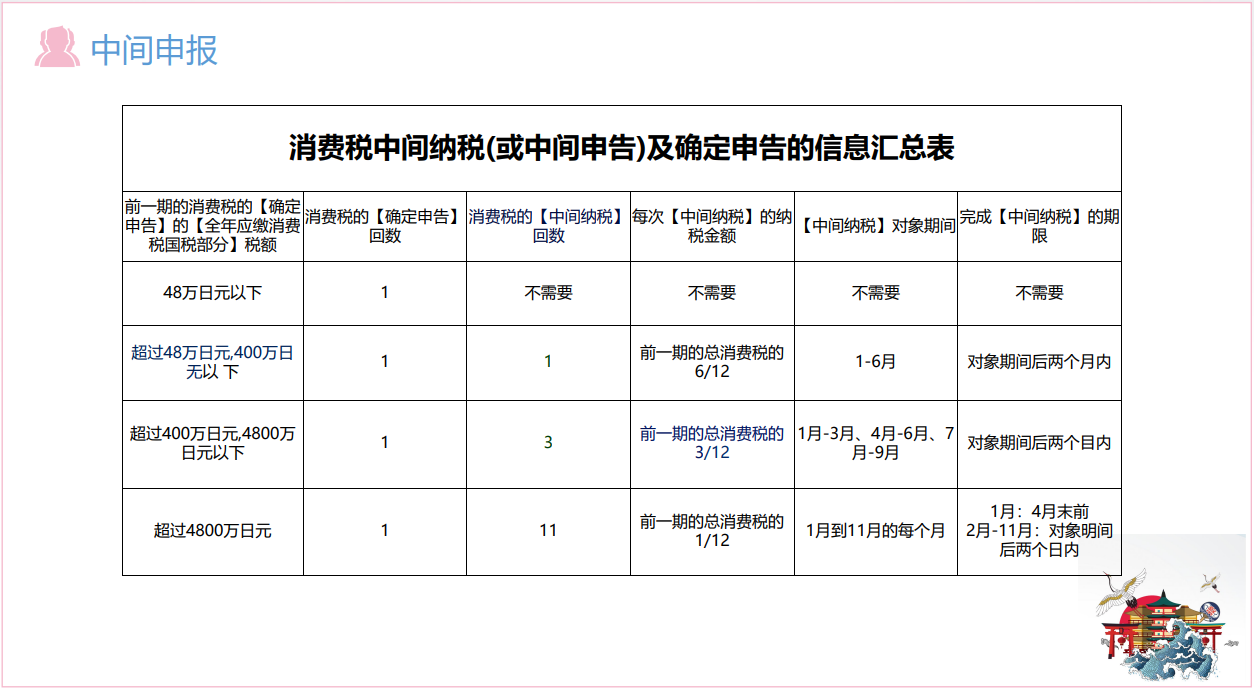 中间申报
消费税中间纳税(或中间申告)及确定申告的信息汇总表
前一期的消费税的【确定
申告】的【全年应缴消费
税国税部分】税额
消费税的【确定申告】
回数
消费税的【中间纳税】
回数
每次【中间纳税】的纳
税金额
【中间纳税】对象期间
完成【中间纳税】的期
限
48万日元以下
1
不需要
不需要
不需要
不需要
超过48万日元,400万日
无以 下
1
1
前一期的总消费税的
6/12
1-6月
对象期间后两个月内
超过400万日元,4800万
日元以下
1
3
前一期的总消费税的
3/12
1月-3月、4月-6月、7
月-9月
对象期间后两个目内
超过4800万日元
1
11
前一期的总消费税的
1/12
1月到11月的每个月
1月：4月末前
2月-11月：对象明间
后两个日内